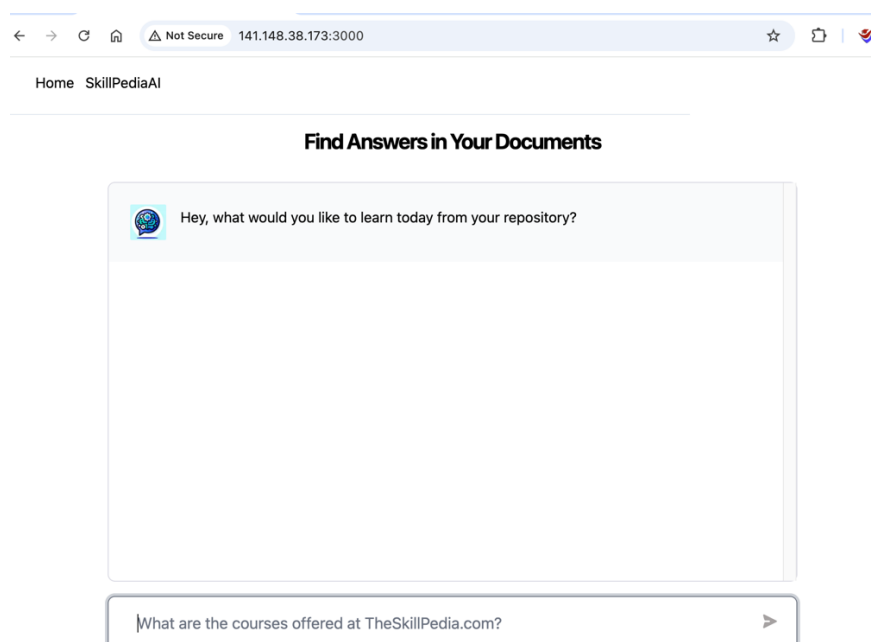 Not Secure 141.148.38.173:3000
Home SkillPediaAI
Find Answers in Your Documents
Hey, what would you like to learn today from your repository?
What are the courses offered at TheSkillPedia.com?